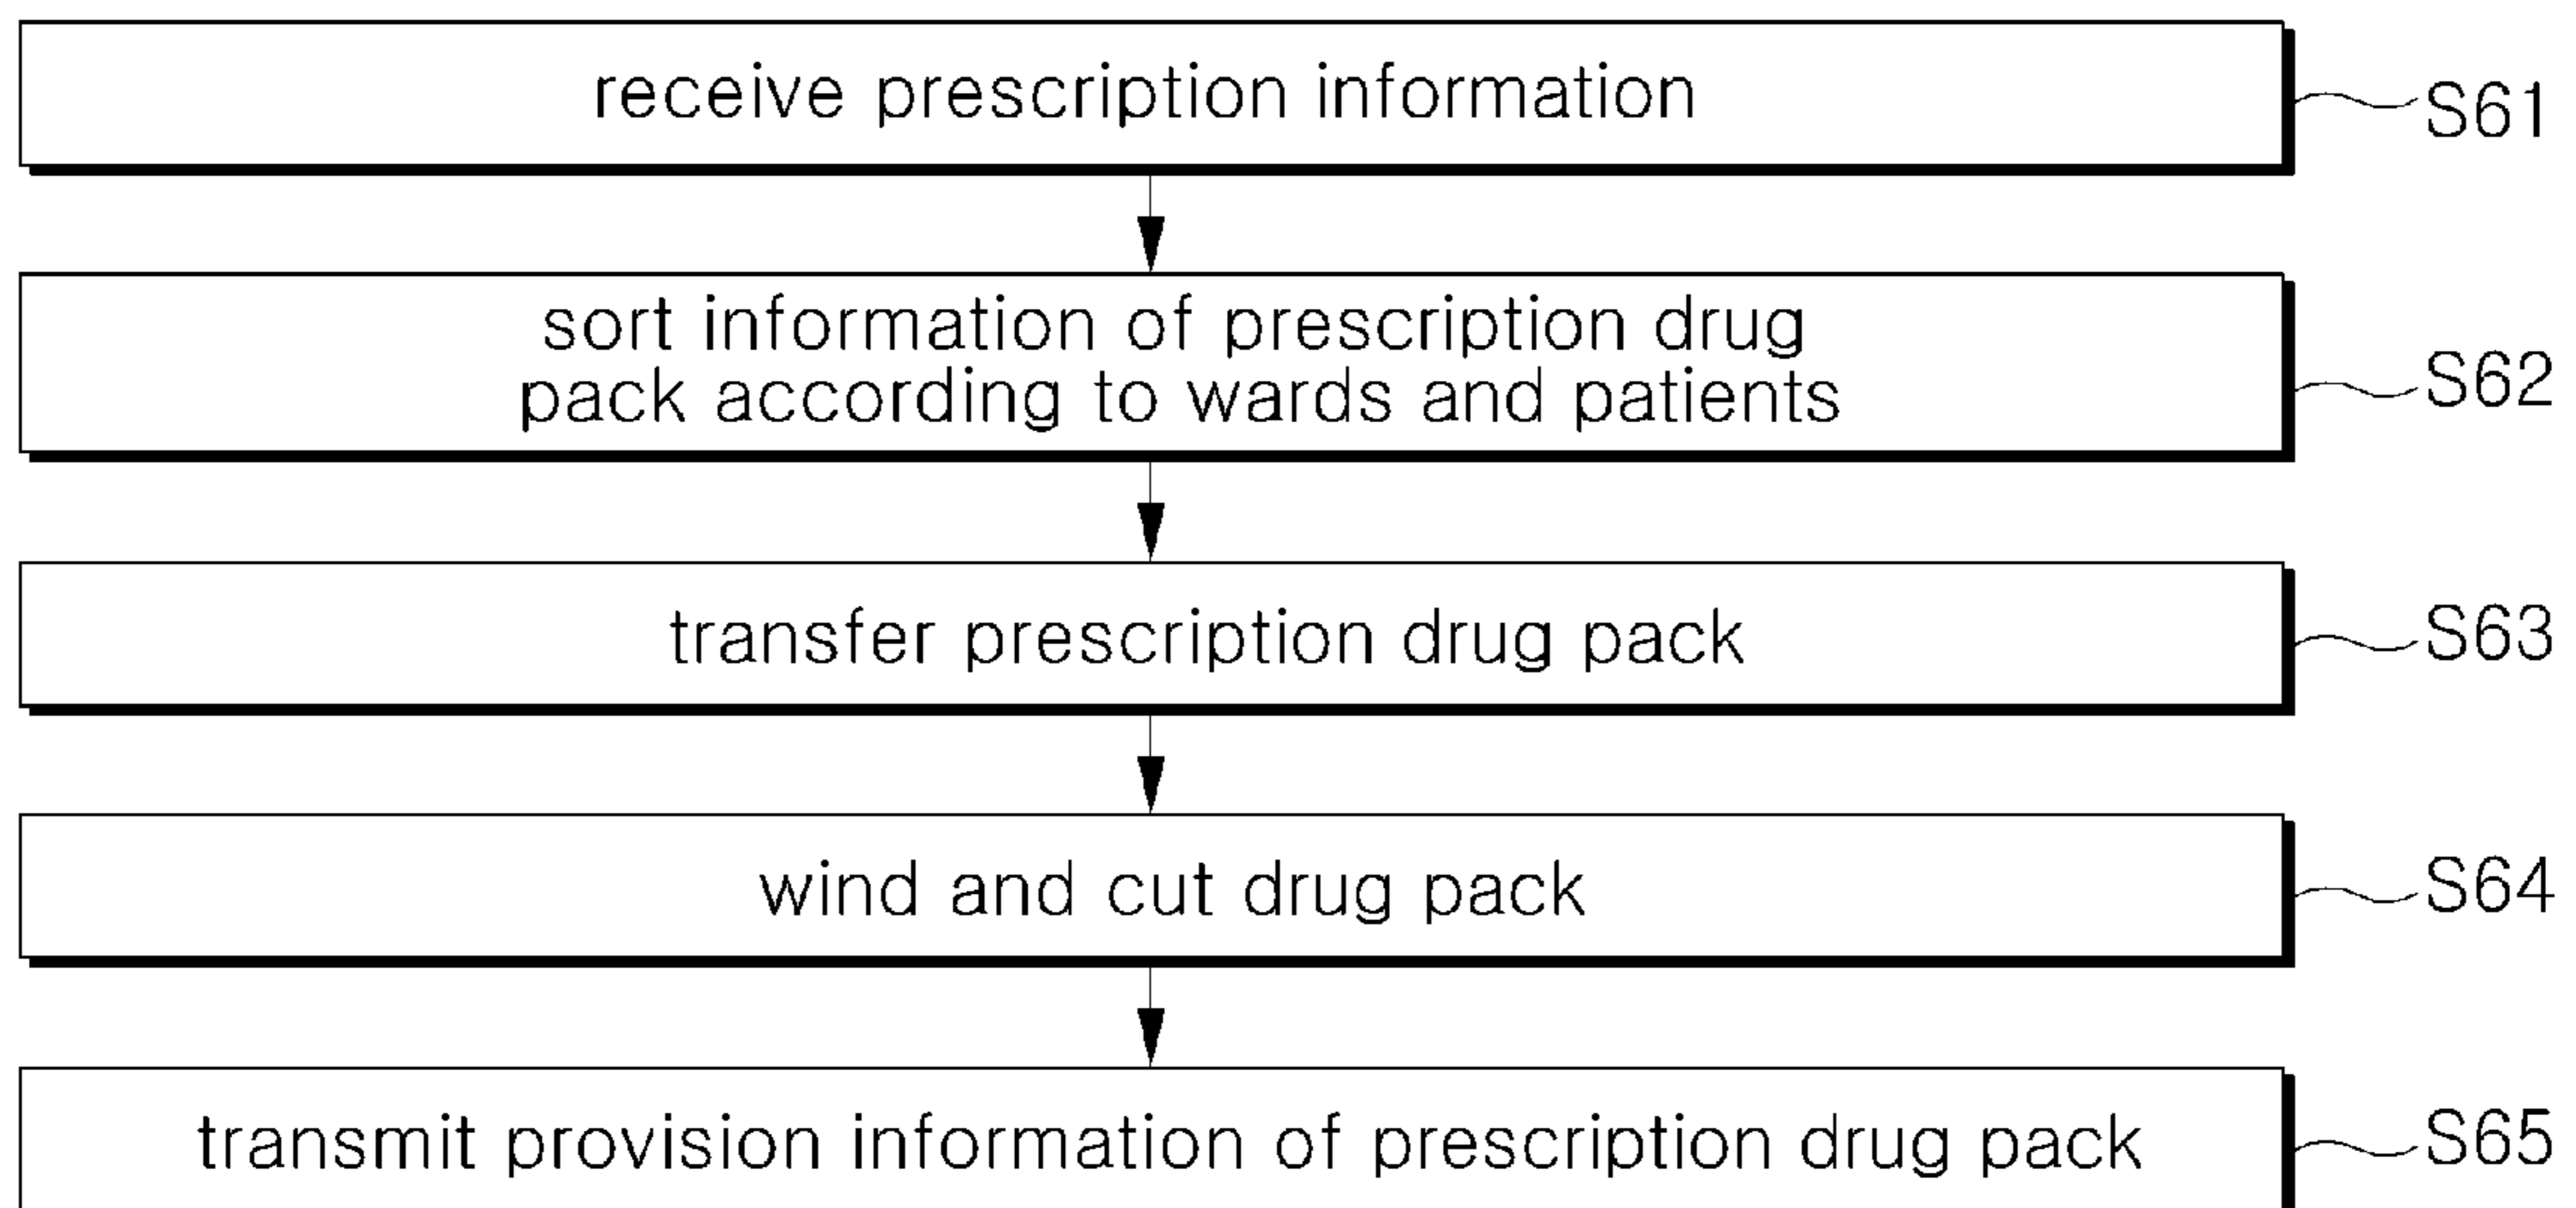 receive prescription information
S61
sort information of prescription drug
pack according to wards and patients
S62
transfer prescription drug pack
S63
wind and cut drug pack
S64
transmit provision information of prescription drug pack
S65